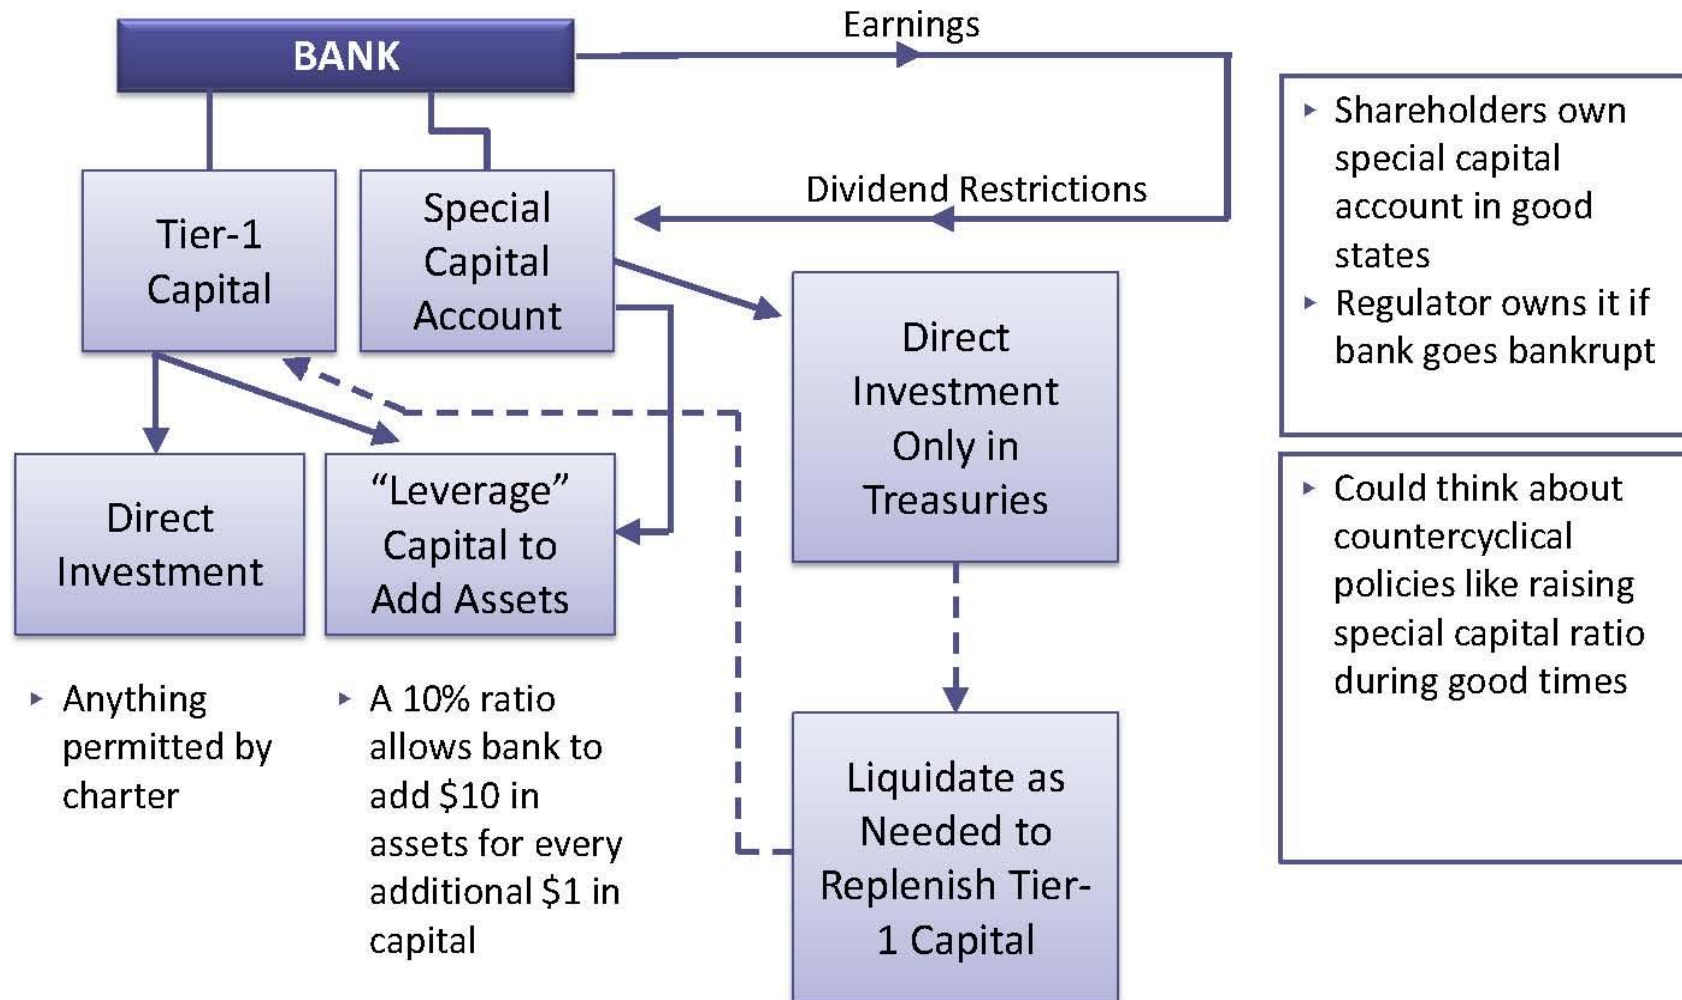 Earnings
BANK
Dividend Restrictions
Tier-1
Capital
Special
Capital
Account
Direct
Investment
Only in
Treasuries
Direct
Investment
“Leverage”
Capital to
Add Assets
▸ Anything
permitted by
charter
▸ A 10% ratio
allows bank to
add $10 in
assets for every
additional $1 in
capital
Liquidate as
Needed to
Replenish Tier-
1 Capital
▸ Shareholders own
special capital
account in good
states
▸ Regulator owns it if
bank goes bankrupt
▸ Could think about
countercyclical
policies like raising
special capital ratio
during good times